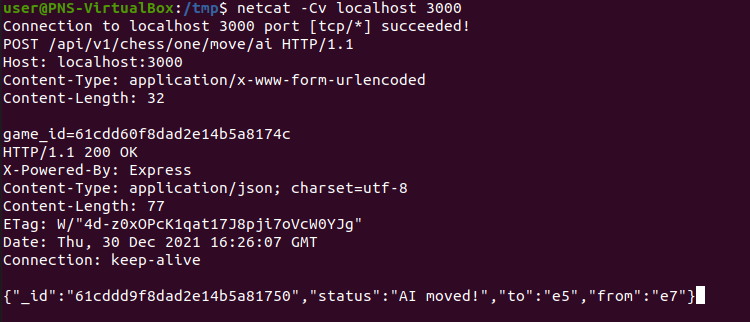 user@PNS-VirtualBox:/tmp$ netcat -Cv localhost 3000
Connection to localhost 3000 port [tcp/*] succeeded!
POST /api/v1/chess/one/move/ai HTTP/1.1
Host: localhost:3000
Content-Type: application/x-www-form-urlencoded
Content-Length: 32

game_id=61cdd60f8dad2e14b5a8174c
HTTP/1.1 200 OK
X-Powered-By: Express
Content-Type: application/json; charset=utf-8
Content-Length: 77
ETag: W/"4d-z0xOPcK1qat17J8pji7oVcW0YJg"
Date: Thu, 30 Dec 2021 16:26:07 GMT
Connection: keep-alive

{"_id":"61cddd9f8dad2e14b5a81750","status":"AI moved!","to":"e5","from":"e7"}